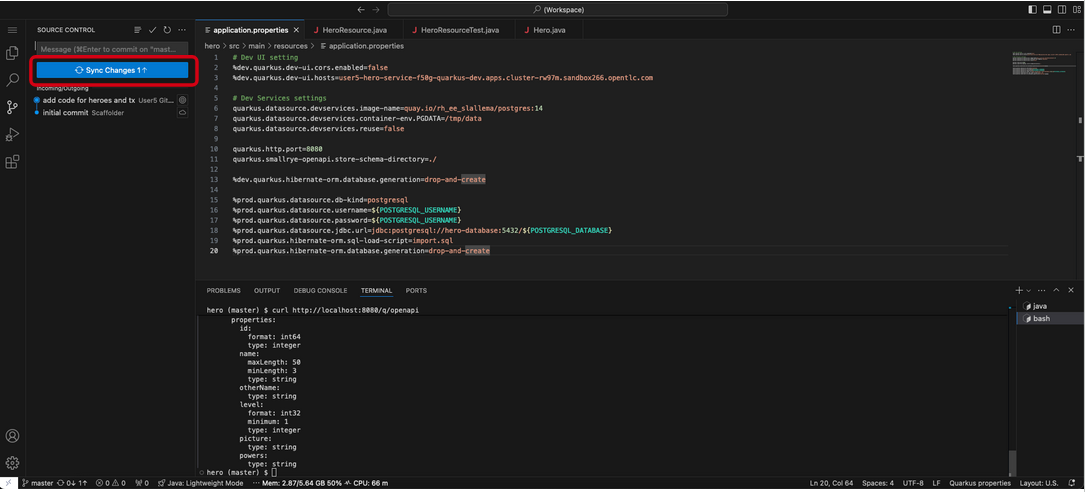 (Workspace)
SOURCE CONTROL
Message (⌘Enter to commit on "mast...
Sync Changes 1↑
Incoming/Outgoing
add code for heroes and tx User5 Git...
initial commit Scaffolder
application.properties
HeroResource.java
HeroResourceTest.java
Hero.java
hero > src > main > resources > application.properties
1 # Dev UI setting
2 %dev.quarkus.dev-ui.cors.enabled=false
3 %dev.quarkus.dev-ui.hosts=user5-hero-service-f50g-quarkus-dev.apps.cluster-rw97m.sandbox266.opentlc.com
4
5 # Dev Services settings
6 quarkus.datasource.devservices.image-name=quay.io/rh_ee_slallema/postgres:14
7 quarkus.datasource.devservices.container-env.PGDATA=/tmp/data
8 quarkus.datasource.devservices.reuse=false
9
10 quarkus.http.port=8080
11 quarkus.smallrye-openapi.store-schema-directory=./
12
13 %dev.quarkus.hibernate-orm.database.generation=drop-and-create
14
15 %prod.quarkus.datasource.db-kind=postgresql
16 %prod.quarkus.datasource.username=${POSTGRESQL_USERNAME}
17 %prod.quarkus.datasource.password=${POSTGRESQL_USERNAME}
18 %prod.quarkus.datasource.jdbc.url=jdbc:postgresql://hero-database:5432/${POSTGRESQL_DATABASE}
19 %prod.quarkus.hibernate-orm.sql-load-script=import.sql
20 %prod.quarkus.hibernate-orm.database.generation=drop-and-create
PROBLEMS OUTPUT DEBUG CONSOLE TERMINAL PORTS
hero (master) $ curl http://localhost:8080/q/openapi
properties:
id:
format: int64
type: integer
name:
maxLength: 50
minLength: 3
type: string
otherName:
type: string
level:
format: int32
minimum: 1
type: integer
picture:
type: string
powers:
type: string
hero (master) $
java
bash
master 0↓ 1↑ 0 0 0 Java: Lightweight Mode ... Mem: 2.87/5.64 GB 50% CPU: 66 m Ln 20, Col 64 Spaces: 4 UTF-8 LF Quarkus properties Layout: U.S.